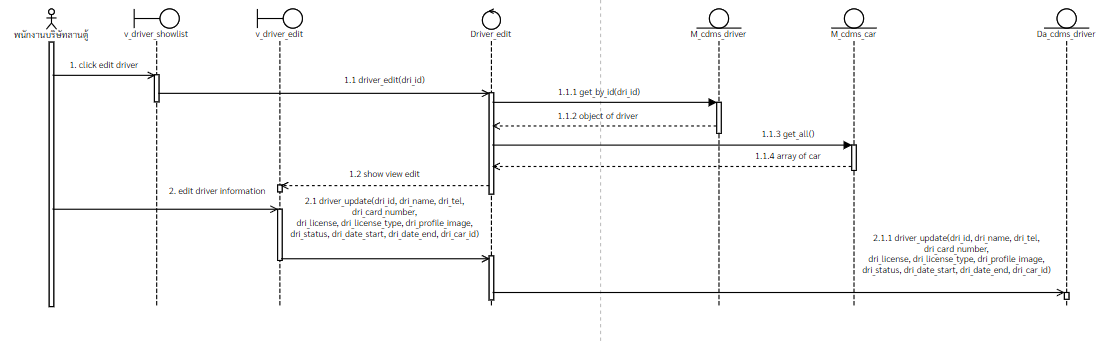 พนักงานบริษัทลานตู้
v_driver_showlist
v_driver_edit
Driver_edit
M_cdms_driver
M_cdms_car
Da_cdms_driver
1. click edit driver
1.1 driver_edit(dri_id)
1.1.1 get_by_id(dri_id)
1.1.2 object of driver
1.1.3 get_all()
1.1.4 array of car
1.2 show view edit
2. edit driver information
2.1 driver_update(dri_id, dri_name, dri_tel,
dri_card_number,
dri_license, dri_license_type, dri_profile_image,
dri_status, dri_date_start, dri_date_end, dri_car_id)
2.1.1 driver_update(dri_id, dri_name, dri_tel,
dri_card_number,
dri_license, dri_license_type, dri_profile_image,
dri_status, dri_date_start, dri_date_end, dri_car_id)